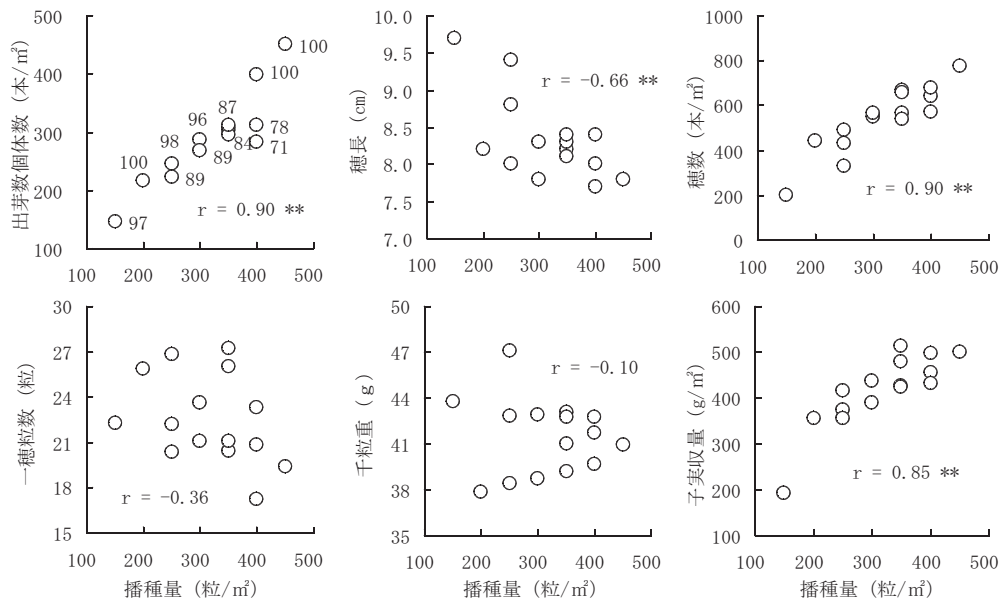 出芽数個体数 (本/㎡)
500
400
300
200
100
100
100
87
96
98
78
84
71
100
89
89
97
r = 0.90 **
100 200 300 400 500
穂長 (cm)
10.0
9.5
9.0
8.5
8.0
7.5
7.0
r = -0.66 **
100 200 300 400 500
穂数 (本/㎡)
1000
800
600
400
200
0
r = 0.90 **
100 200 300 400 500
一穂粒数 (粒)
30
27
24
21
18
15
r = -0.36
100 200 300 400 500
播種量 (粒/㎡)
千粒重 (g)
50
47
44
41
38
35
r = -0.10
100 200 300 400 500
播種量 (粒/㎡)
子実収量 (g/㎡)
600
500
400
300
200
100
r = 0.85 **
100 200 300 400 500
播種量 (粒/㎡)